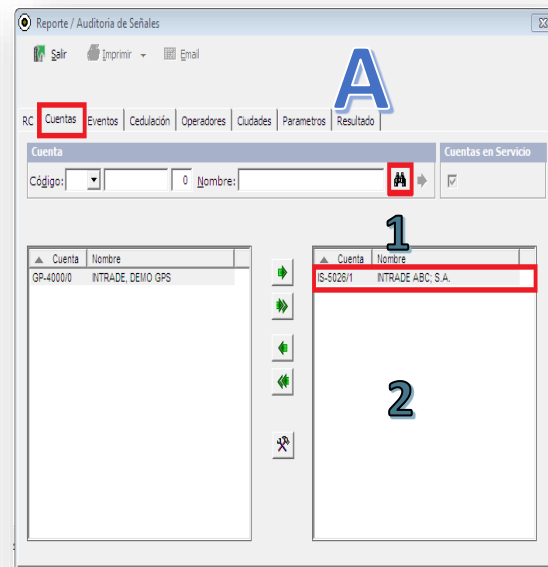 Reporte / Auditoria de Señales
Salir Imprimir Email
A
RC Cuentas Eventos Cedulación Operadores Ciudades Parametros Resultado
Cuenta Cuentas en Servicio
Código: 0 Nombre:
1
Cuenta Nombre
GP-4000/0 INTRADE, DEMO GPS
Cuenta Nombre
IS-5026/1 INTRADE ABC; S.A.
2